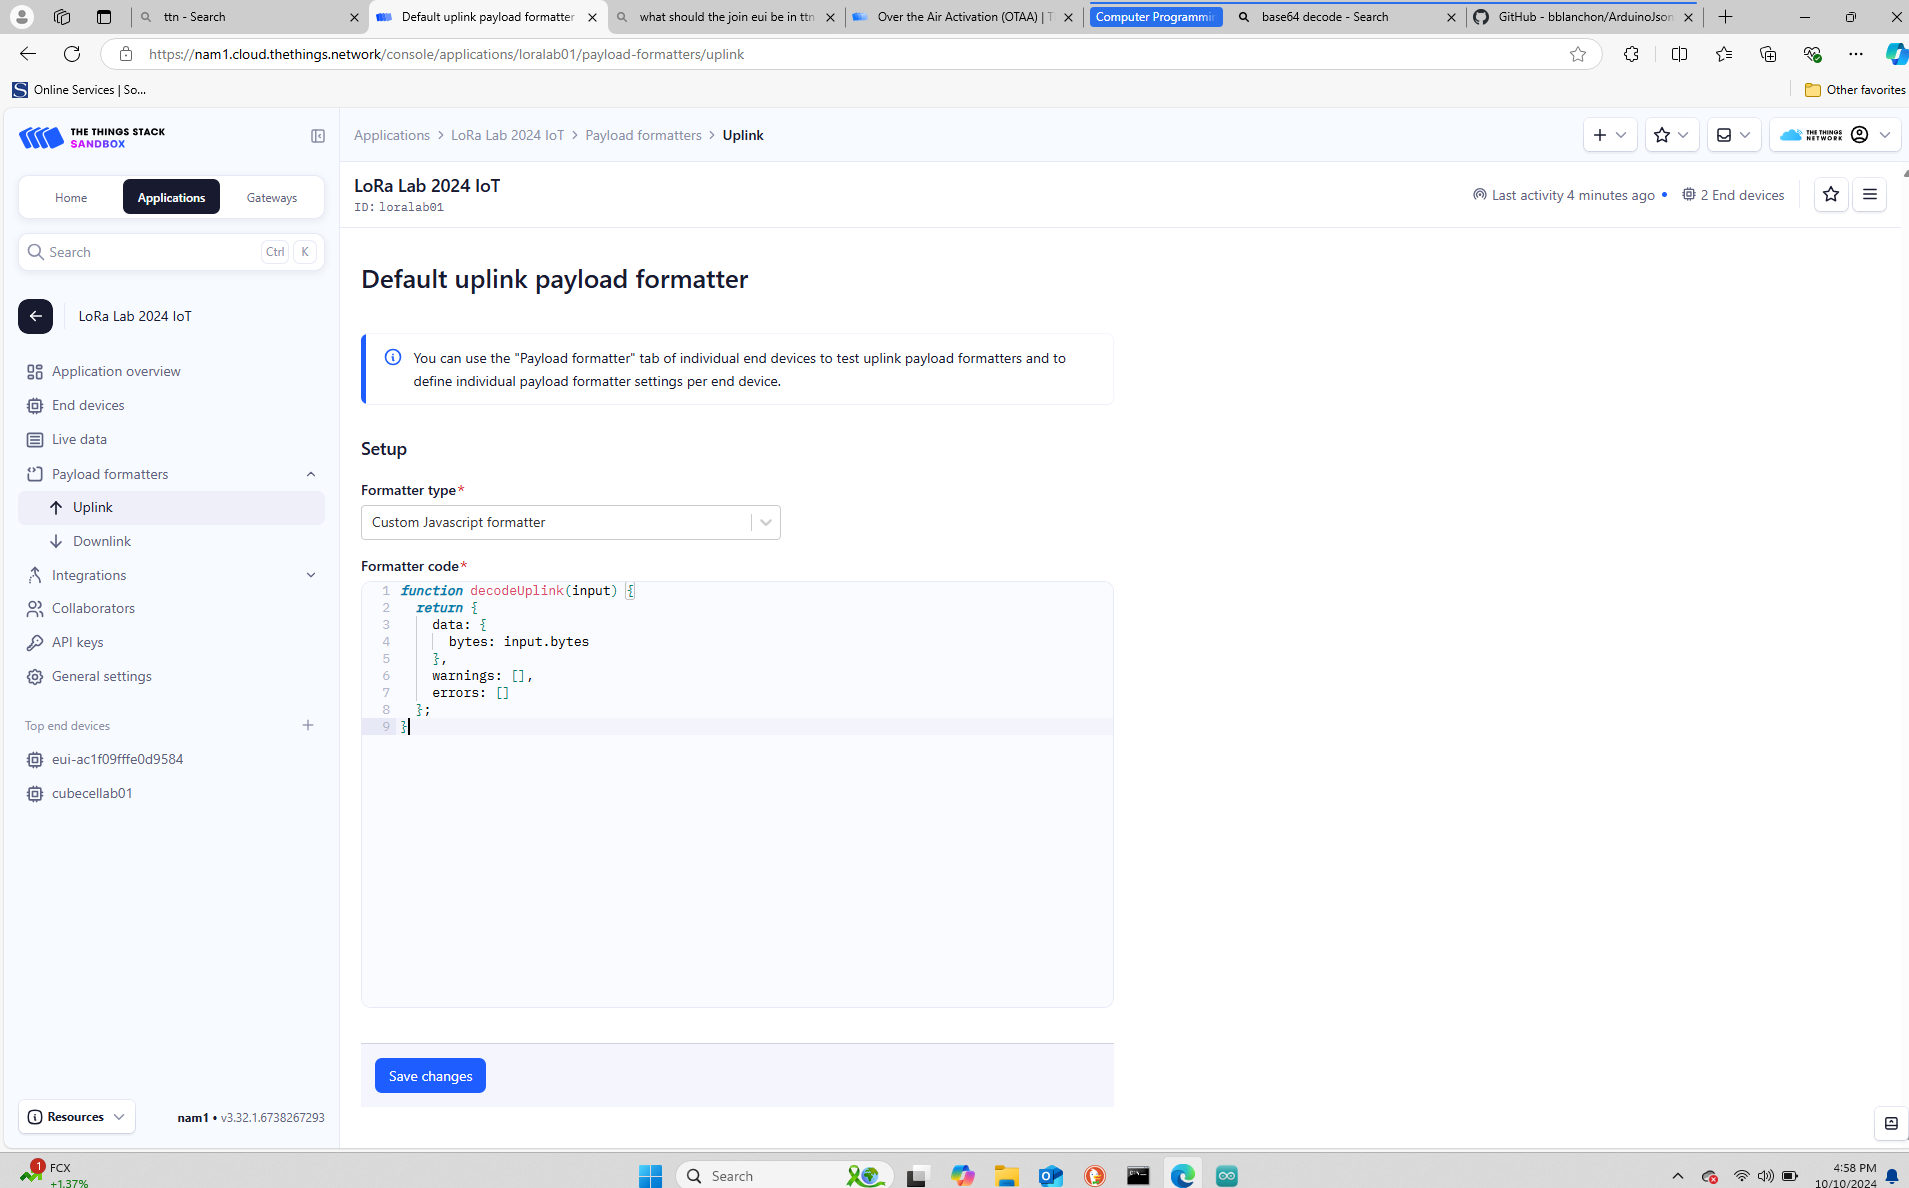 ttn - Search
Default uplink payload formatter
what should the join eui be in ttn
Over the Air Activation (OTAA) | T
Computer Programmin
base64 decode - Search
GitHub - bblanchon/ArduinoJson
https://nam1.cloud.thethings.network/console/applications/loralab01/payload-formatters/uplink
S Online Services | So...
Other favorites
THE THINGS STACK
SANDBOX
Applications > LoRa Lab 2024 IoT > Payload formatters > Uplink
THE THINGS
NETWORK
Home
Applications
Gateways
LoRa Lab 2024 IoT
ID: loralab01
Last activity 4 minutes ago
2 End devices
Search
Ctrl
K
Default uplink payload formatter
LoRa Lab 2024 IoT
You can use the "Payload formatter" tab of individual end devices to test uplink payload formatters and to
define individual payload formatter settings per end device.
Application overview
End devices
Live data
Payload formatters
Uplink
Downlink
Integrations
Collaborators
API keys
General settings
Top end devices
eui-ac1f09fffe0d9584
cubecellab01
Setup
Formatter type*
Custom Javascript formatter
Formatter code*
1 function decodeUplink(input) {
2 return {
3 data: {
4 bytes: input.bytes
5 },
6 warnings: [],
7 errors: []
8 };
9 }
Save changes
Resources
nam1 • v3.32.1.6738267293
1
FCX
+1.37%
Search
4:58 PM
10/10/2024